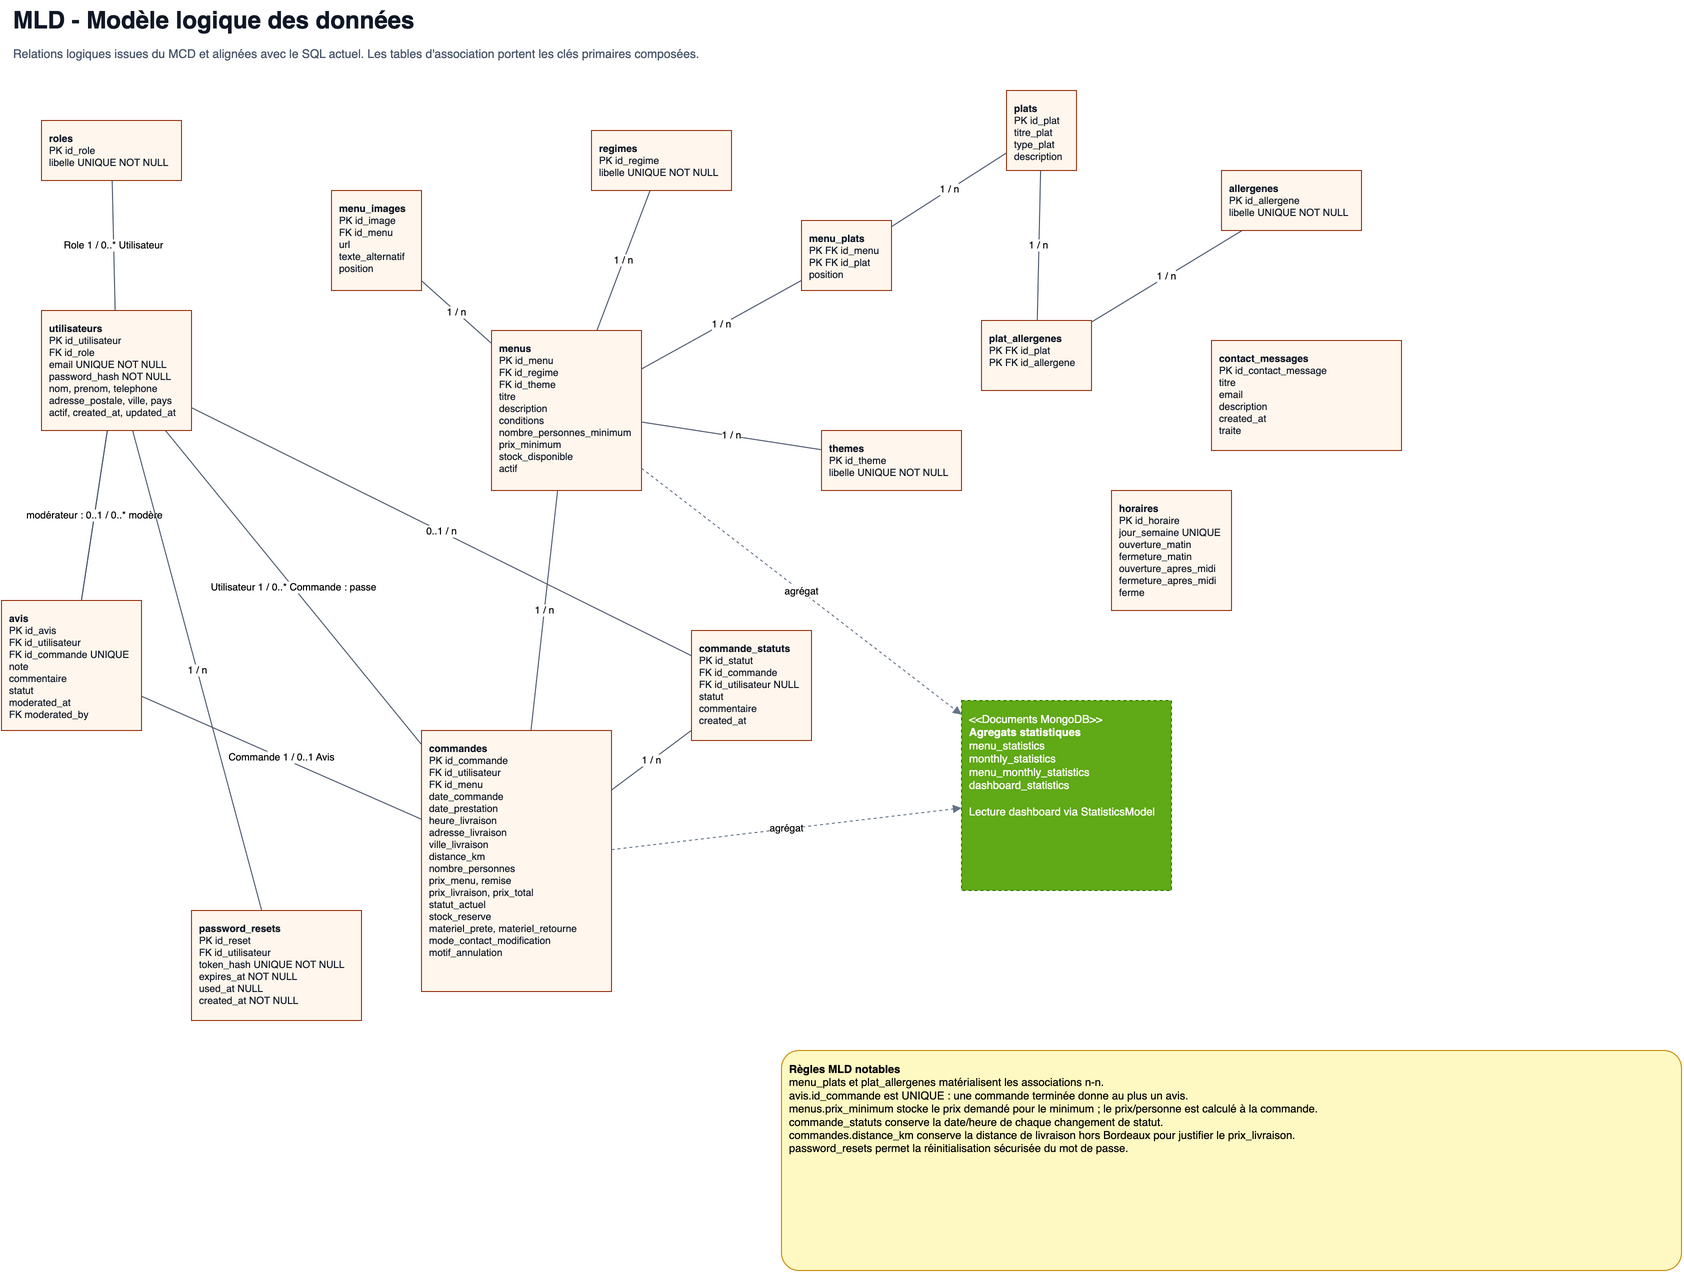 MLD - Modèle logique des données
Relations logiques issues du MCD et alignées avec le SQL actuel. Les tables d'association portent les clés primaires composées.
roles
PK id_role
libelle UNIQUE NOT NULL
Role 1 / 0..* Utilisateur
menu_images
PK id_image
FK id_menu
url
texte_alternatif
position
1 / n
regimes
PK id_regime
libelle UNIQUE NOT NULL
1 / n
plats
PK id_plat
titre_plat
type_plat
description
1 / n
1 / n
menu_plats
PK FK id_menu
PK FK id_plat
position
1 / n
allergenes
PK id_allergene
libelle UNIQUE NOT NULL
1 / n
utilisateurs
PK id_utilisateur
FK id_role
email UNIQUE NOT NULL
password_hash NOT NULL
nom, prenom, telephone
adresse_postale, ville, pays
actif, created_at, updated_at
menus
PK id_menu
FK id_regime
FK id_theme
titre
description
conditions
nombre_personnes_minimum
prix_minimum
stock_disponible
actif
plat_allergenes
PK FK id_plat
PK FK id_allergene
contact_messages
PK id_contact_message
titre
email
description
created_at
traite
1 / n
themes
PK id_theme
libelle UNIQUE NOT NULL
horaires
PK id_horaire
jour_semaine UNIQUE
ouverture_matin
fermeture_matin
ouverture_apres_midi
fermeture_apres_midi
ferme
modérateur : 0..1 / 0..* modère
0..1 / n
Utilisateur 1 / 0..* Commande : passe
agrégat
1 / n
avis
PK id_avis
FK id_utilisateur
FK id_commande UNIQUE
note
commentaire
statut
moderated_at
FK moderated_by
1 / n
commande_statuts
PK id_statut
FK id_commande
FK id_utilisateur NULL
statut
commentaire
created_at
Commande 1 / 0..1 Avis
1 / n
commandes
PK id_commande
FK id_utilisateur
FK id_menu
date_commande
date_prestation
heure_livraison
adresse_livraison
ville_livraison
distance_km
nombre_personnes
prix_menu, remise
prix_livraison, prix_total
statut_actuel
stock_reserve
materiel_prete, materiel_retourne
mode_contact_modification
motif_annulation
agrégat
<<Documents MongoDB>>
Agregats statistiques
menu_statistics
monthly_statistics
menu_monthly_statistics
dashboard_statistics
Lecture dashboard via StatisticsModel
password_resets
PK id_reset
FK id_utilisateur
token_hash UNIQUE NOT NULL
expires_at NOT NULL
used_at NULL
created_at NOT NULL
Règles MLD notables
menu_plats et plat_allergenes matérialisent les associations n-n.
avis.id_commande est UNIQUE : une commande terminée donne au plus un avis.
menus.prix_minimum stocke le prix demandé pour le minimum ; le prix/personne est calculé à la commande.
commande_statuts conserve la date/heure de chaque changement de statut.
commandes.distance_km conserve la distance de livraison hors Bordeaux pour justifier le prix_livraison.
password_resets permet la réinitialisation sécurisée du mot de passe.